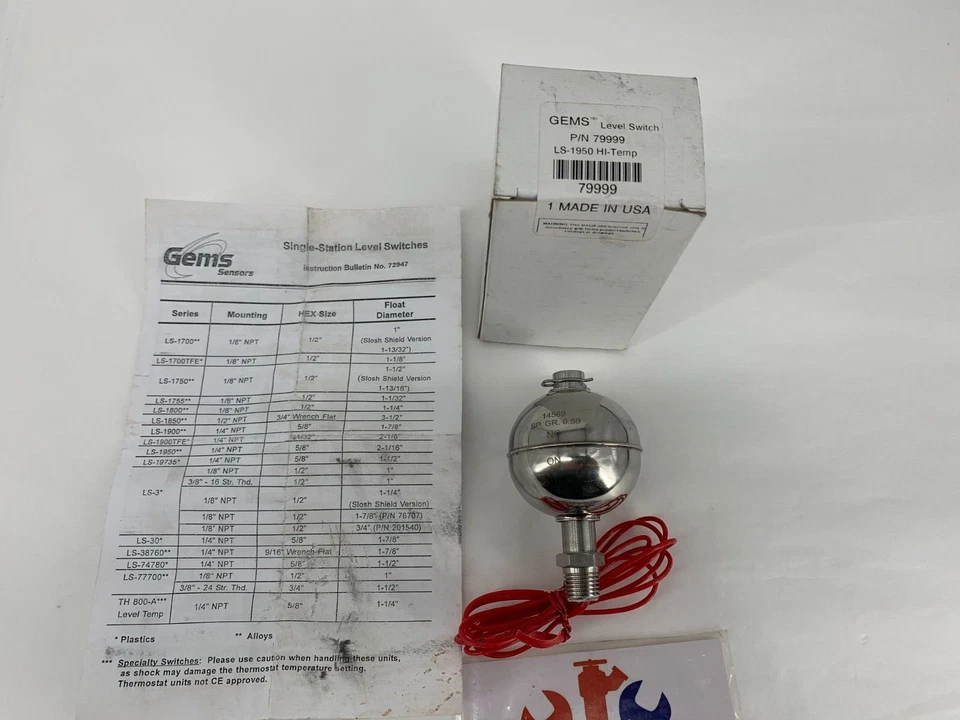 GEMS™ Level Switch
P/N 79999
LS-1950 HI-Temp
79999
1 MADE IN USA
Gems
Sensors
Single-Station Level Switches
Instruction Bulletin No. 72947
Series Mounting HEX Size Float Diameter
LS-1700** 1/8" NPT 1/2" 1" (Slosh Shield Version 1-13/32")
LS-1700TFE* 1/8" NPT 1/2" 1-1/8"
LS-1750** 1/8" NPT 1/2" 1-1/2" (Slosh Shield Version 1-13/16")
LS-1755** 1/8" NPT 1/2" 1-1/32"
LS-1800** 1/8" NPT 1/2" 1-1/4"
LS-1850** 1/2" NPT 3/4" Wrench Flat 3-1/2"
LS-1900** 1/4" NPT 5/8" 1-7/8"
LS-1900TFE* 1/4" NPT
LS-1950** 1/4" NPT 5/8" 2-1/16"
LS-19735* 1/4" NPT 5/8" 1-1/2"
LS-3* 1/8" NPT 1/2" 1"
3/8" - 16 Str. Thd. 1/2" 1"
1/8" NPT 1/2" 1-1/4" (Slosh Shield Version)
1/8" NPT 1/2" 1-7/8" (P/N 76707)
1/8" NPT 1/2" 3/4" (P/N 201540)
LS-30* 1/4" NPT 5/8" 1-7/8"
LS-38760** 1/4" NPT 9/16" Wrench Flat 1-7/8"
LS-74780* 1/4" NPT 5/8" 1-1/2"
LS-77700** 1/8" NPT 1/2" 1"
3/8" - 24 Str. Thd. 3/4" 1-1/2"
TH 800-A*** Level Temp 1/4" NPT 5/8" 1-1/4"
* Plastics ** Alloys
*** Specialty Switches: Please use caution when handling these units,
as shock may damage the thermostat temperature setting.
Thermostat units not CE approved.
14569
SP. GR. 0.59
ON